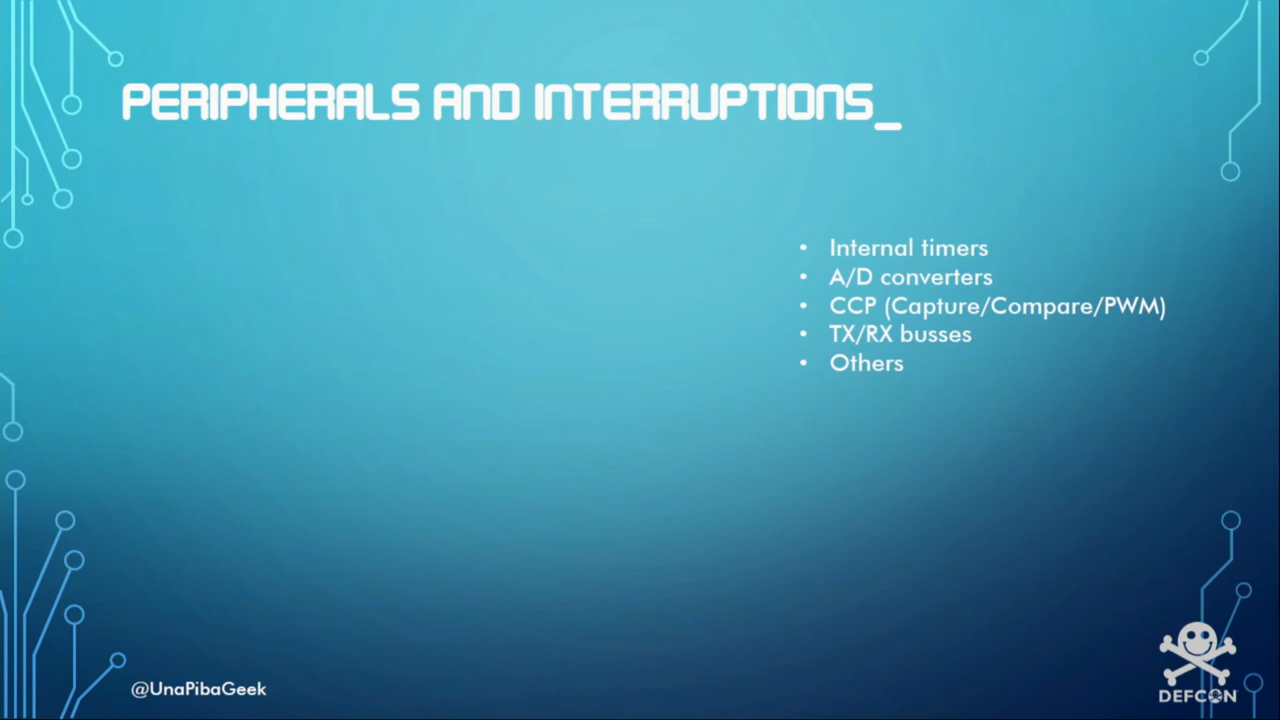 PERIPHERALS AND INTERRUPTIONS_
• Internal timers
• A/D converters
• CCP (Capture/Compare/PWM)
• TX/RX busses
• Others
@UnaPibaGeek
DEFCON